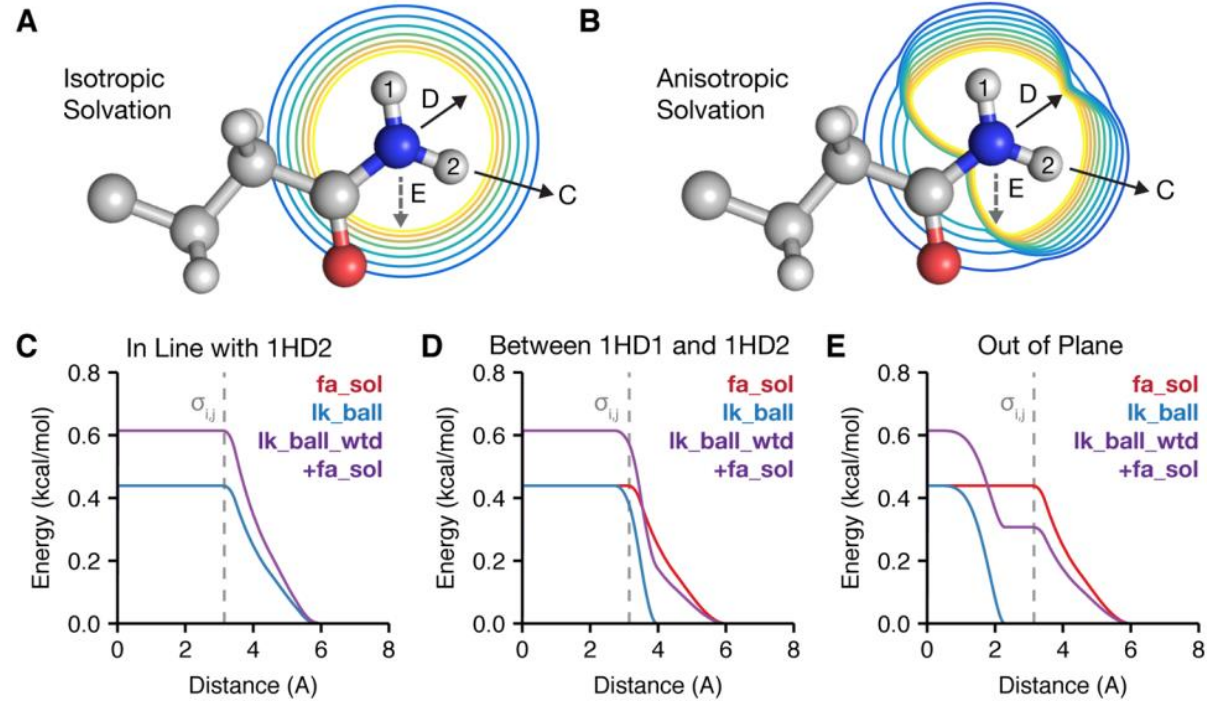 A
Isotropic
Solvation
1
D
2
E
C
B
Anisotropic
Solvation
1
D
2
E
C
C
In Line with 1HD2
Energy (kcal/mol)
0.8
0.6
0.4
0.2
0.0
σi,j
fa_sol
lk_ball
lk_ball_wtd
+fa_sol
0 2 4 6 8
Distance (A)
D
Between 1HD1 and 1HD2
Energy (kcal/mol)
0.8
0.6
0.4
0.2
0.0
σi,j
fa_sol
lk_ball
lk_ball_wtd
+fa_sol
0 2 4 6 8
Distance (A)
E
Out of Plane
Energy (kcal/mol)
0.8
0.6
0.4
0.2
0.0
σi,j
fa_sol
lk_ball
lk_ball_wtd
+fa_sol
0 2 4 6 8
Distance (A)